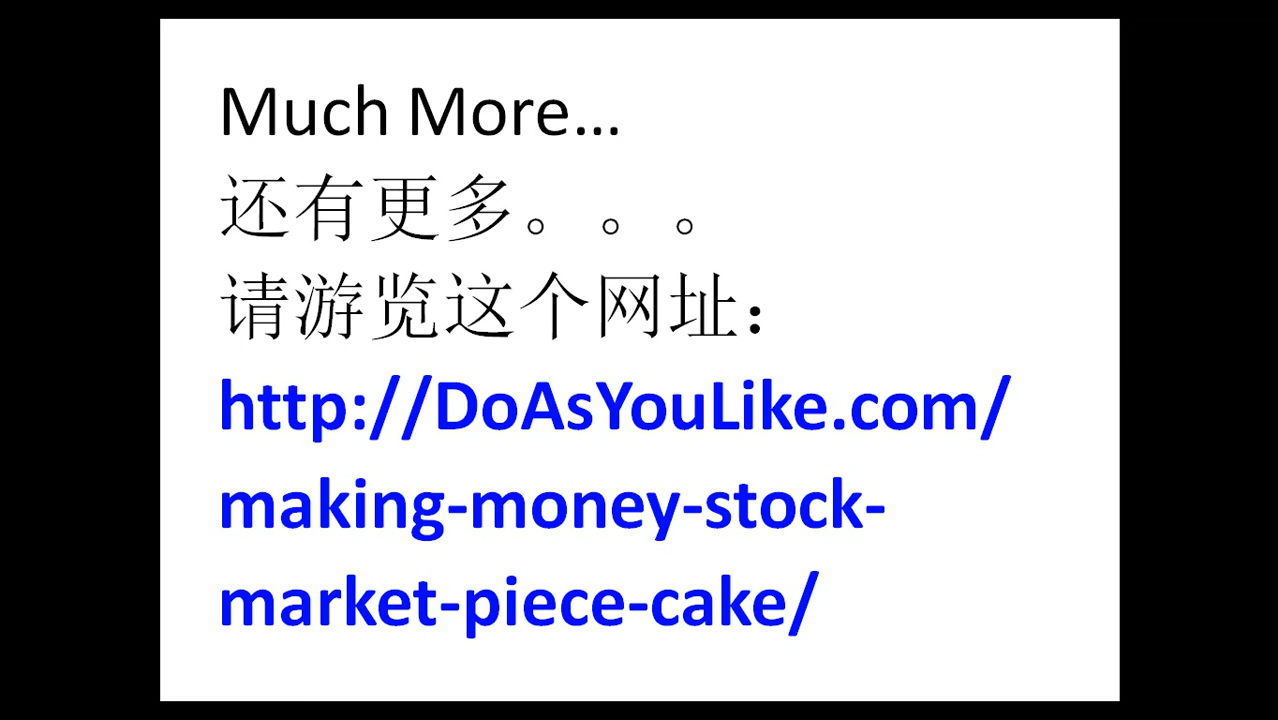 Much More...
还有更多。。。
请游览这个网址：
http://DoAsYouLike.com/
making-money-stock-
market-piece-cake/